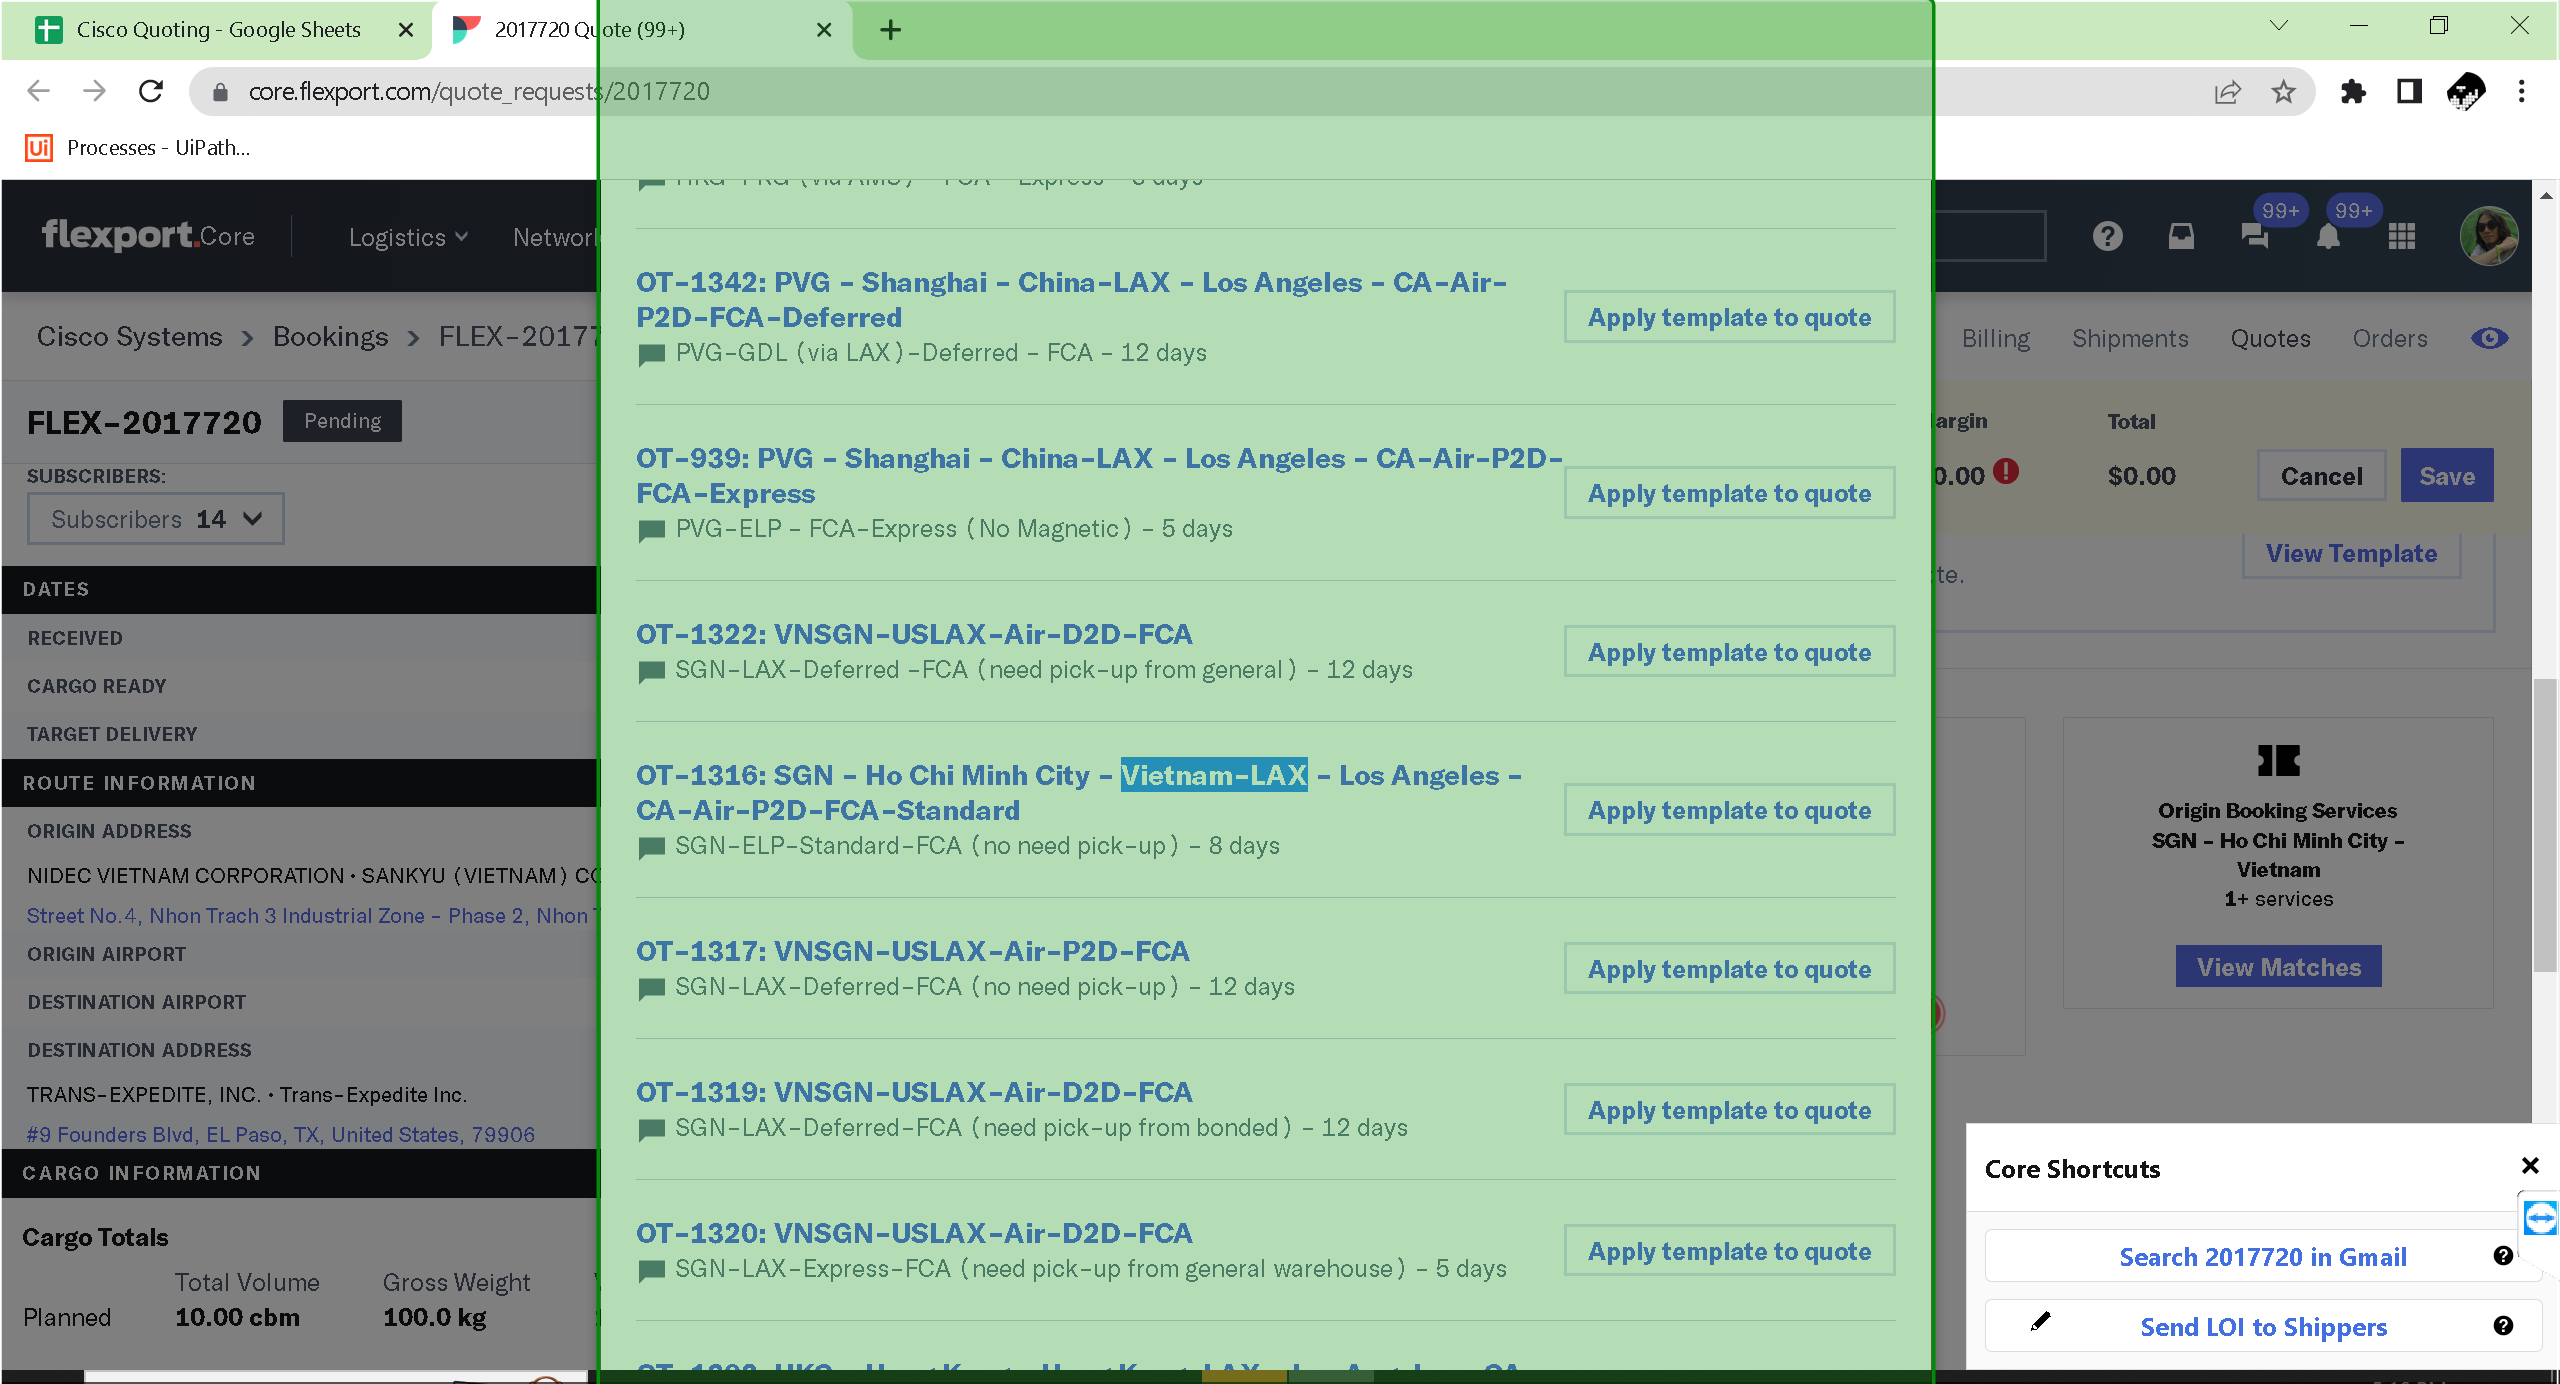 Cisco Quoting - Google Sheets
2017720 Quote (99+)
core.flexport.com/quote_requests/2017720
Processes - UiPath...
flexport.Core
Logistics
99+
99+
Cisco Systems > Bookings > FLEX-2017
Billing
Shipments
Quotes
Orders
FLEX-2017720
Pending
argin
Total
0.00
$0.00
Cancel
Save
SUBSCRIBERS:
Subscribers 14
View Template
te.
DATES
RECEIVED
CARGO READY
TARGET DELIVERY
ROUTE INFORMATION
ORIGIN ADDRESS
NIDEC VIETNAM CORPORATION • SANKYU (VIETNAM)
Street No.4, Nhon Trach 3 Industrial Zone - Phase 2, Nhon
ORIGIN AIRPORT
DESTINATION AIRPORT
DESTINATION ADDRESS
TRANS-EXPEDITE, INC. • Trans-Expedite Inc.
#9 Founders Blvd, EL Paso, TX, United States, 79906
CARGO INFORMATION
Cargo Totals
Total Volume
Gross Weight
Planned
10.00 cbm
100.0 kg
OT-1342: PVG - Shanghai - China-LAX - Los Angeles - CA-Air-
P2D-FCA-Deferred
PVG-GDL (via LAX)-Deferred - FCA - 12 days
Apply template to quote
OT-939: PVG - Shanghai - China-LAX - Los Angeles - CA-Air-P2D-
FCA-Express
PVG-ELP - FCA-Express (No Magnetic) - 5 days
Apply template to quote
OT-1322: VNSGN-USLAX-Air-D2D-FCA
SGN-LAX-Deferred -FCA (need pick-up from general) - 12 days
Apply template to quote
OT-1316: SGN - Ho Chi Minh City - Vietnam-LAX - Los Angeles -
CA-Air-P2D-FCA-Standard
SGN-ELP-Standard-FCA (no need pick-up) - 8 days
Apply template to quote
OT-1317: VNSGN-USLAX-Air-P2D-FCA
SGN-LAX-Deferred-FCA (no need pick-up) - 12 days
Apply template to quote
OT-1319: VNSGN-USLAX-Air-D2D-FCA
SGN-LAX-Deferred-FCA (need pick-up from bonded) - 12 days
Apply template to quote
OT-1320: VNSGN-USLAX-Air-D2D-FCA
SGN-LAX-Express-FCA (need pick-up from general warehouse) - 5 days
Apply template to quote
Origin Booking Services
SGN - Ho Chi Minh City -
Vietnam
1+ services
View Matches
Core Shortcuts
Search 2017720 in Gmail
Send LOI to Shippers